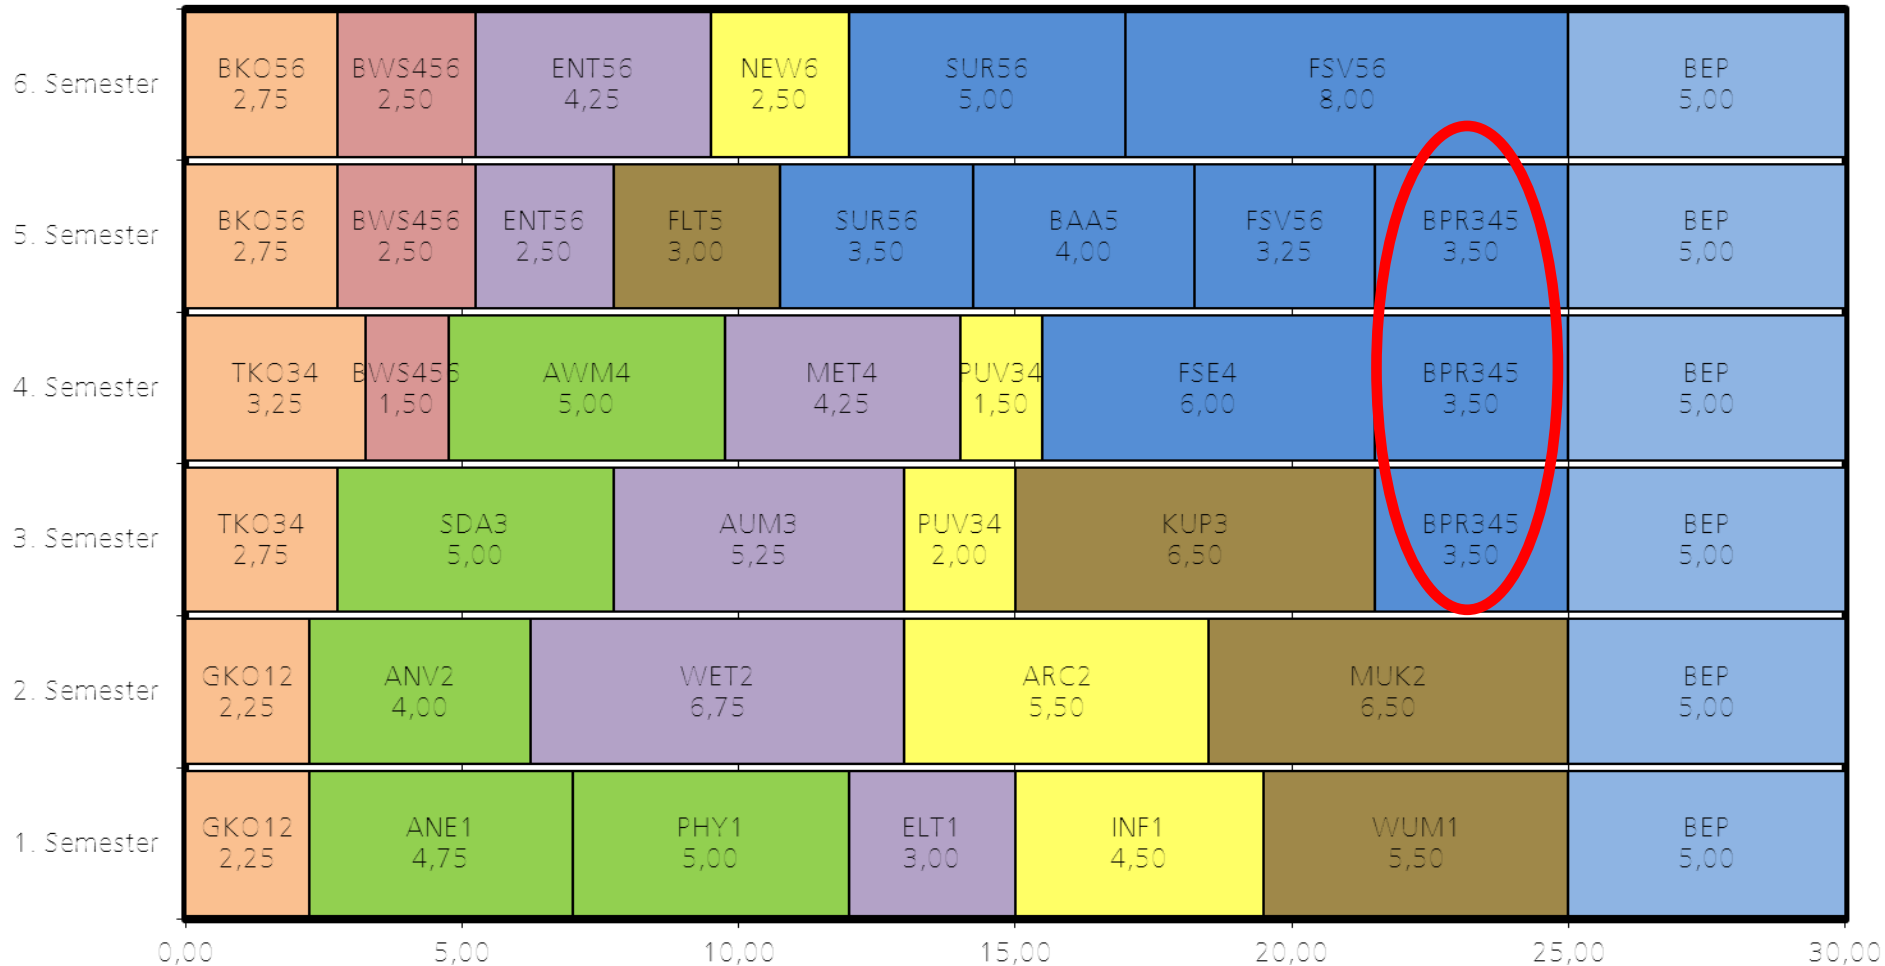 6. Semester
BKO56 BWS456 ENT56 NEW6 SUR56 FSV56 BEP
2,75 2,50 4,25 2,50 5,00 8,00 5,00
5. Semester
BKO56 BWS456 ENT56 FLT5 SUR56 BAA5 FSV56 BPR345 BEP
2,75 2,50 2,50 3,00 3,50 4,00 3,25 3,50 5,00
4. Semester
TKO34 BWS456 AWM4 MET4 PUV34 FSE4 BPR345 BEP
3,25 1,50 5,00 4,25 1,50 6,00 3,50 5,00
3. Semester
TKO34 SDA3 AUM3 PUV34 KUP3 BPR345 BEP
2,75 5,00 5,25 2,00 6,50 3,50 5,00
2. Semester
GKO12 ANV2 WET2 ARC2 MUK2 BEP
2,25 4,00 6,75 5,50 6,50 5,00
1. Semester
GKO12 ANE1 PHY1 ELT1 INF1 WUM1 BEP
2,25 4,75 5,00 3,00 4,50 5,50 5,00
0,00 5,00 10,00 15,00 20,00 25,00 30,00